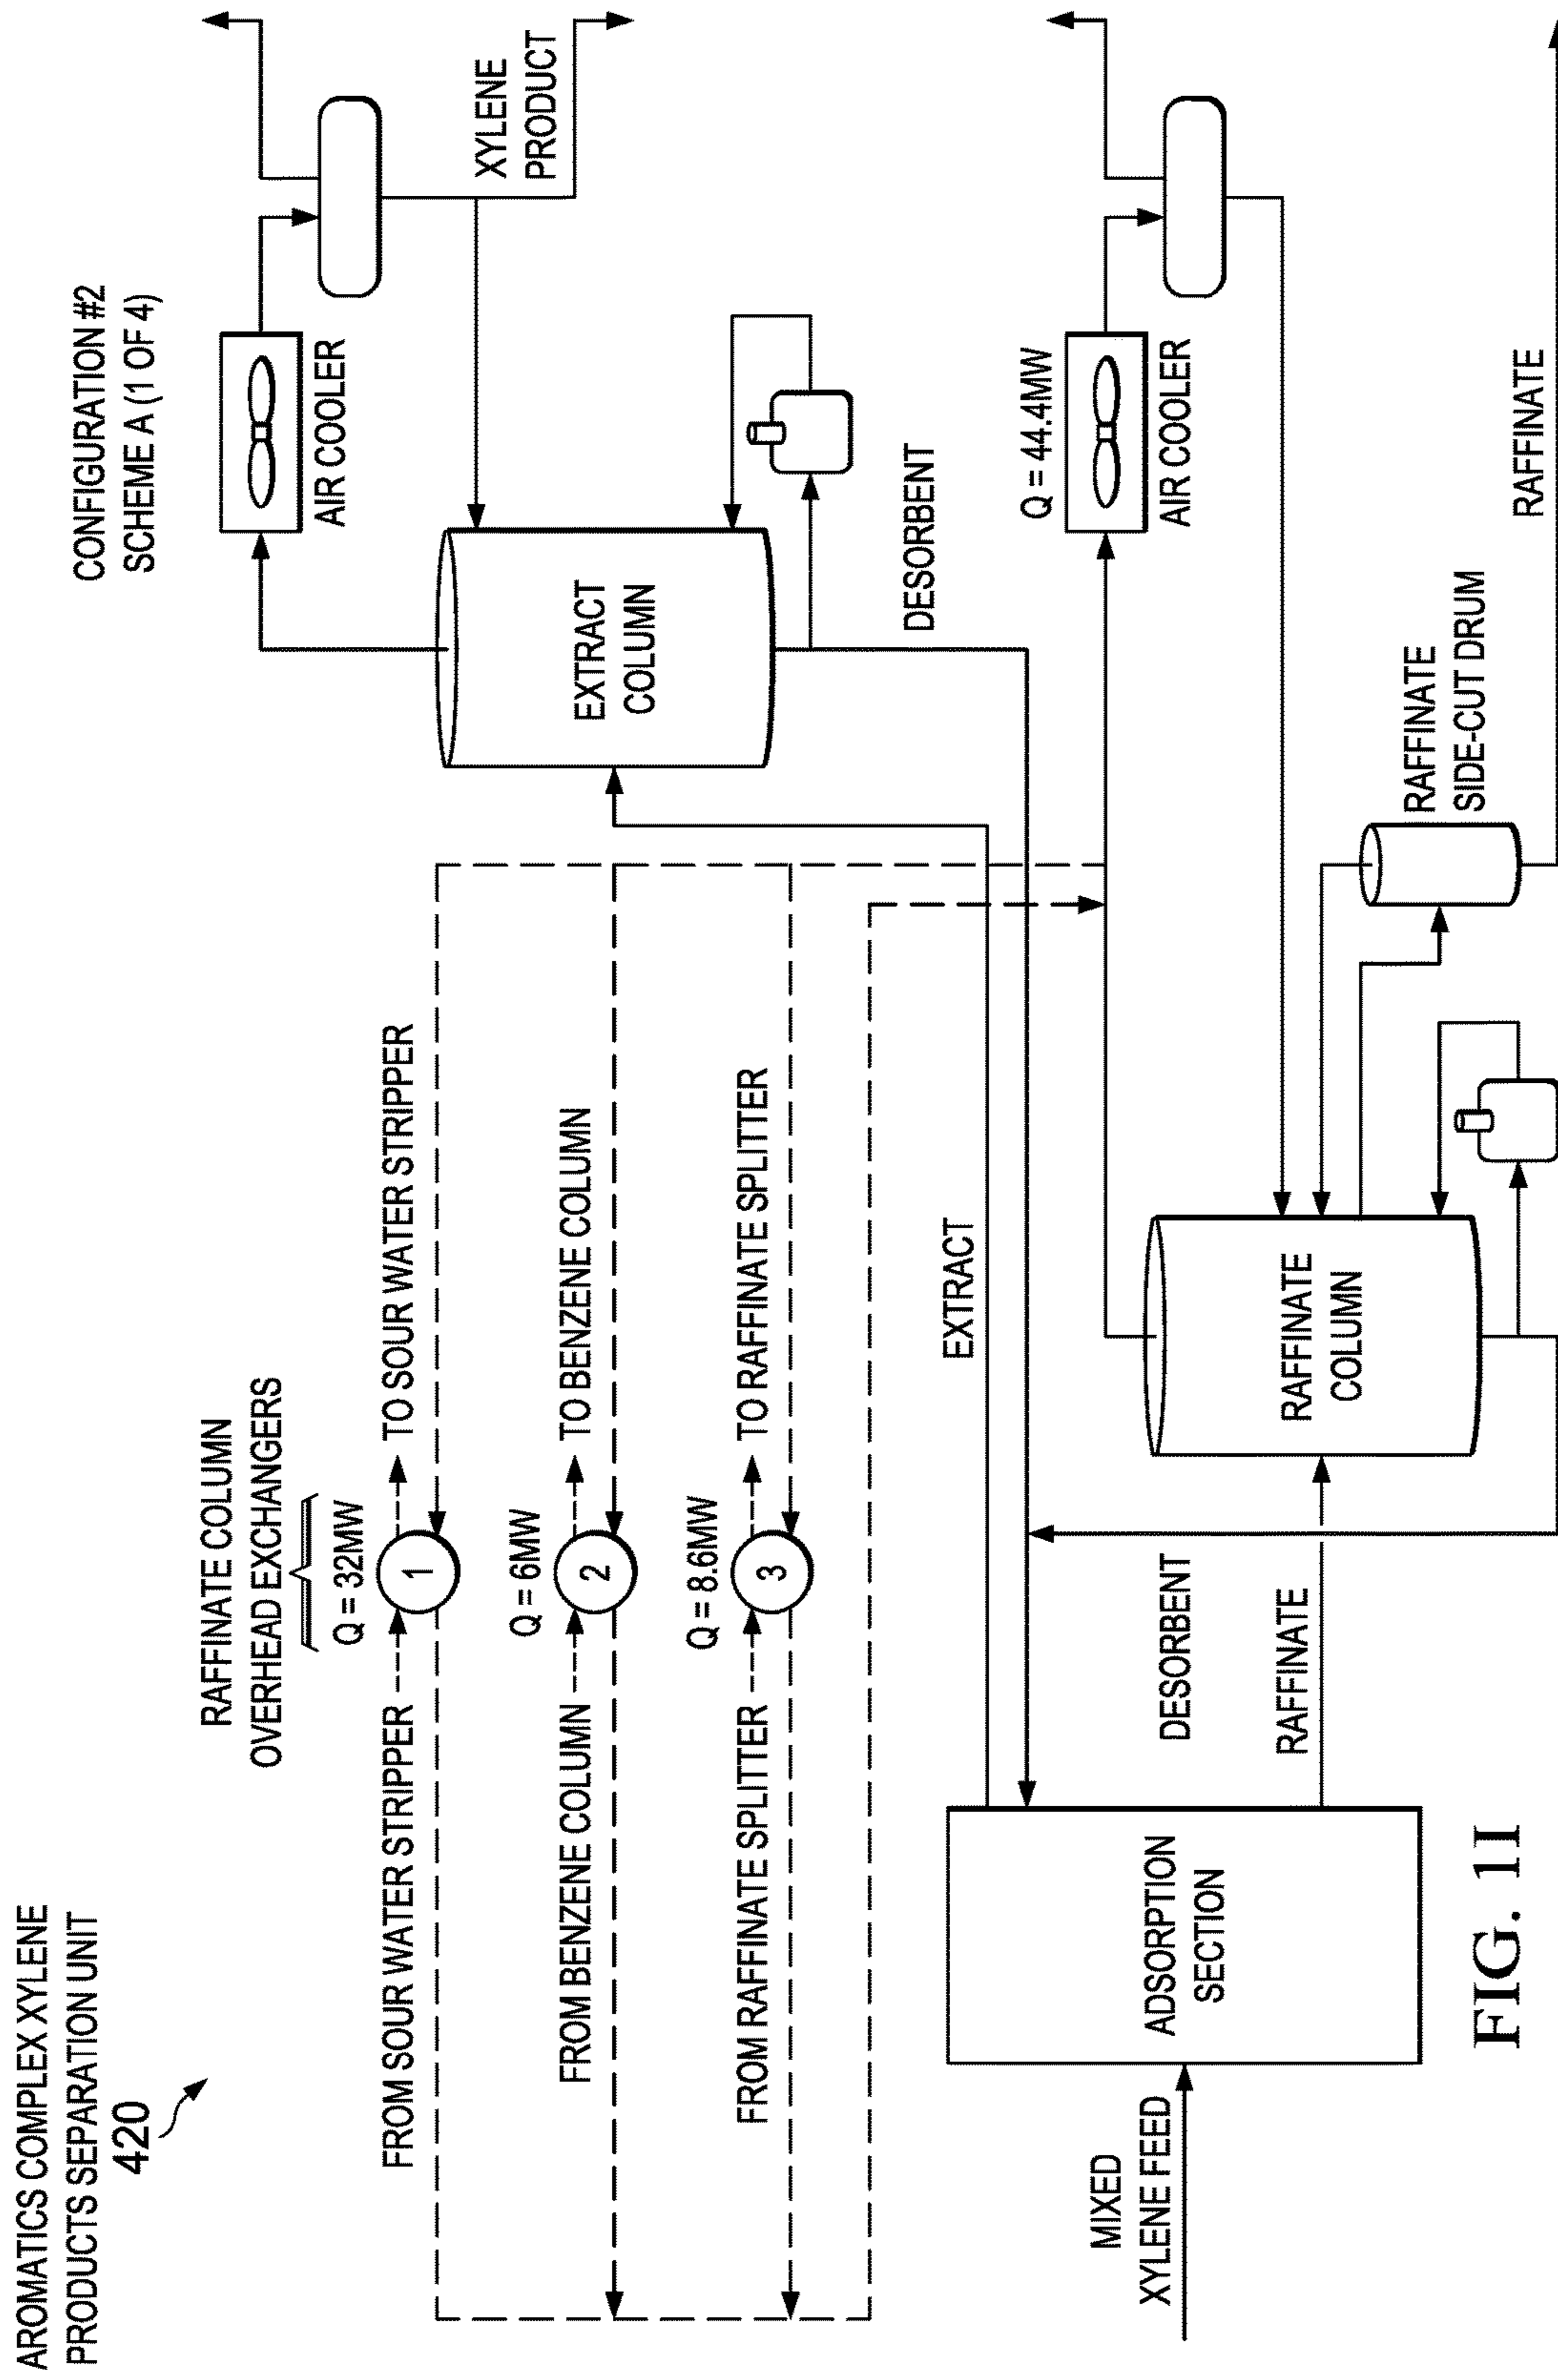 AROMATICS COMPLEX XYLENE
PRODUCTS SEPARATION UNIT
420
CONFIGURATION #2
SCHEME A (1 OF 4)
RAFFINATE COLUMN
OVERHEAD EXCHANGERS
Q = 32MW
FROM SOUR WATER STRIPPER
1
TO SOUR WATER STRIPPER
Q = 6MW
FROM BENZENE COLUMN
2
TO BENZENE COLUMN
Q = 8.6MW
FROM RAFFINATE SPLITTER
3
TO RAFFINATE SPLITTER
AIR COOLER
XYLENE
PRODUCT
EXTRACT
COLUMN
DESORBENT
EXTRACT
Q = 44.4MW
AIR COOLER
MIXED
XYLENE FEED
ADSORPTION
SECTION
DESORBENT
RAFFINATE
RAFFINATE
COLUMN
RAFFINATE
SIDE-CUT DRUM
RAFFINATE
FIG. 1I